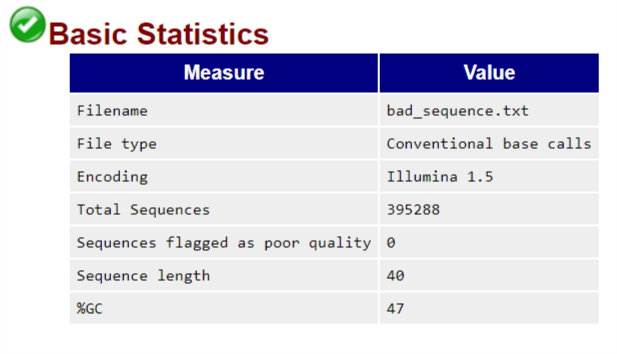 Basic Statistics
Measure Value
Filename bad_sequence.txt
File type Conventional base calls
Encoding Illumina 1.5
Total Sequences 395288
Sequences flagged as poor quality 0
Sequence length 40
%GC 47